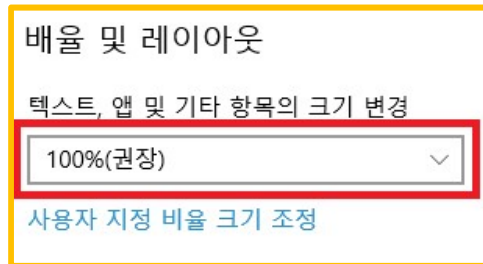 배율 및 레이아웃
텍스트, 앱 및 기타 항목의 크기 변경
100%(권장)
사용자 지정 비율 크기 조정